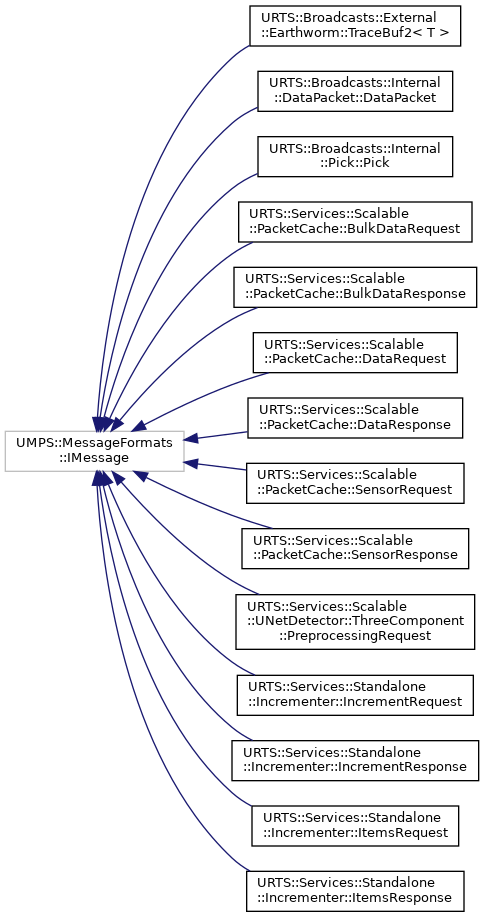 URTS::Broadcasts::External
::Earthworm::TraceBuf2< T >
URTS::Broadcasts::Internal
::DataPacket::DataPacket
URTS::Broadcasts::Internal
::Pick::Pick
URTS::Services::Scalable
::PacketCache::BulkDataRequest
URTS::Services::Scalable
::PacketCache::BulkDataResponse
URTS::Services::Scalable
::PacketCache::DataRequest
URTS::Services::Scalable
::PacketCache::DataResponse
UMPS::MessageFormats
::IMessage
URTS::Services::Scalable
::PacketCache::SensorRequest
URTS::Services::Scalable
::PacketCache::SensorResponse
URTS::Services::Scalable
::UNetDetector::ThreeComponent
::PreprocessingRequest
URTS::Services::Standalone
::Incrementer::IncrementRequest
URTS::Services::Standalone
::Incrementer::IncrementResponse
URTS::Services::Standalone
::Incrementer::ItemsRequest
URTS::Services::Standalone
::Incrementer::ItemsResponse